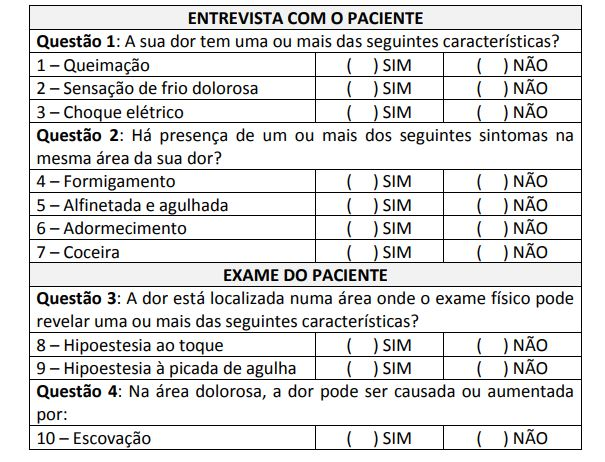 ENTREVISTA COM O PACIENTE
Questão 1: A sua dor tem uma ou mais das seguintes características?
1 – Queimação ( ) SIM ( ) NÃO
2 – Sensação de frio dolorosa ( ) SIM ( ) NÃO
3 – Choque elétrico ( ) SIM ( ) NÃO
Questão 2: Há presença de um ou mais dos seguintes sintomas na
mesma área da sua dor?
4 – Formigamento ( ) SIM ( ) NÃO
5 – Alfinetada e agulhada ( ) SIM ( ) NÃO
6 – Adormecimento ( ) SIM ( ) NÃO
7 – Coceira ( ) SIM ( ) NÃO
EXAME DO PACIENTE
Questão 3: A dor está localizada numa área onde o exame físico pode
revelar uma ou mais das seguintes características?
8 – Hipoestesia ao toque ( ) SIM ( ) NÃO
9 – Hipoestesia à picada de agulha ( ) SIM ( ) NÃO
Questão 4: Na área dolorosa, a dor pode ser causada ou aumentada
por:
10 – Escovação ( ) SIM ( ) NÃO